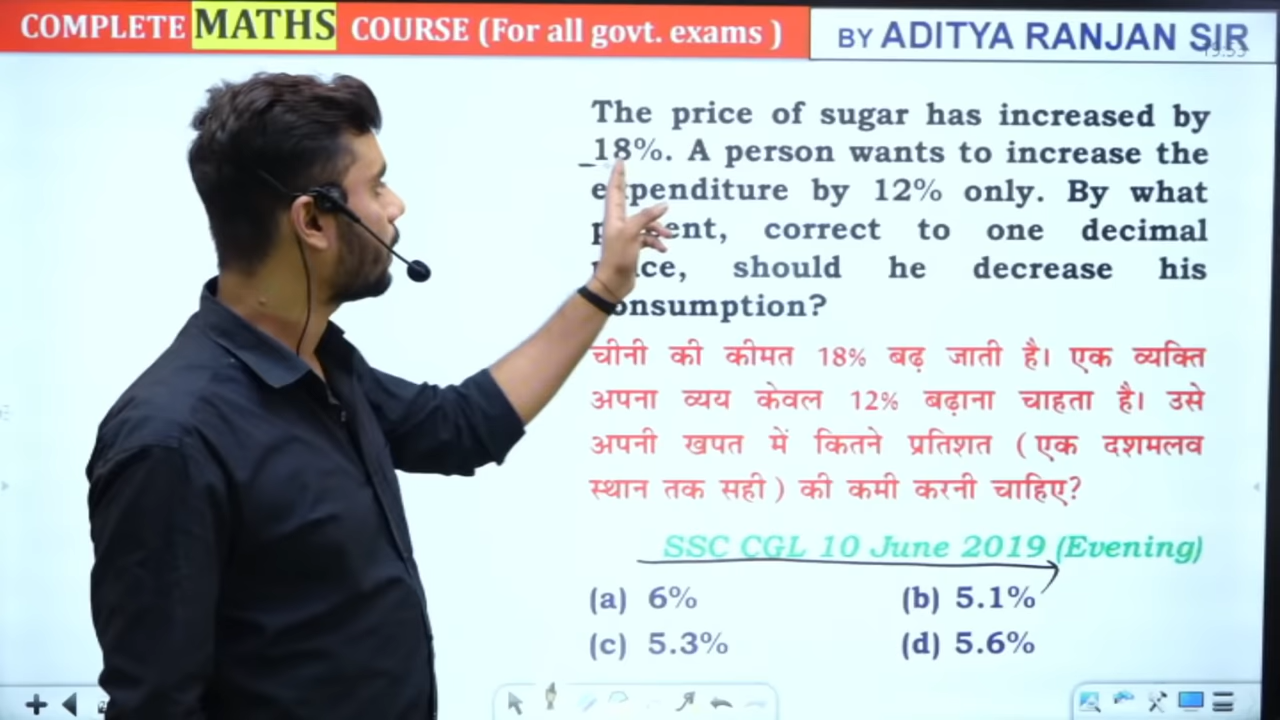 COMPLETE MATHS COURSE (For all govt. exams )
BY ADITYA RANJAN SIR
The price of sugar has increased by
18%. A person wants to increase the
expenditure by 12% only. By what
correct to one decimal
should he decrease his
consumption?
चीनी की कीमत 18% बढ़ जाती है। एक व्यक्ति
अपना व्यय केवल 12% बढ़ाना चाहता है। उसे
अपनी खपत में कितने प्रतिशत (एक दशमलव
स्थान तक सही) की कमी करनी चाहिए?
SSC CGL 10 June 2019 (Evening)
(a) 6% (b) 5.1%
(c) 5.3% (d) 5.6%